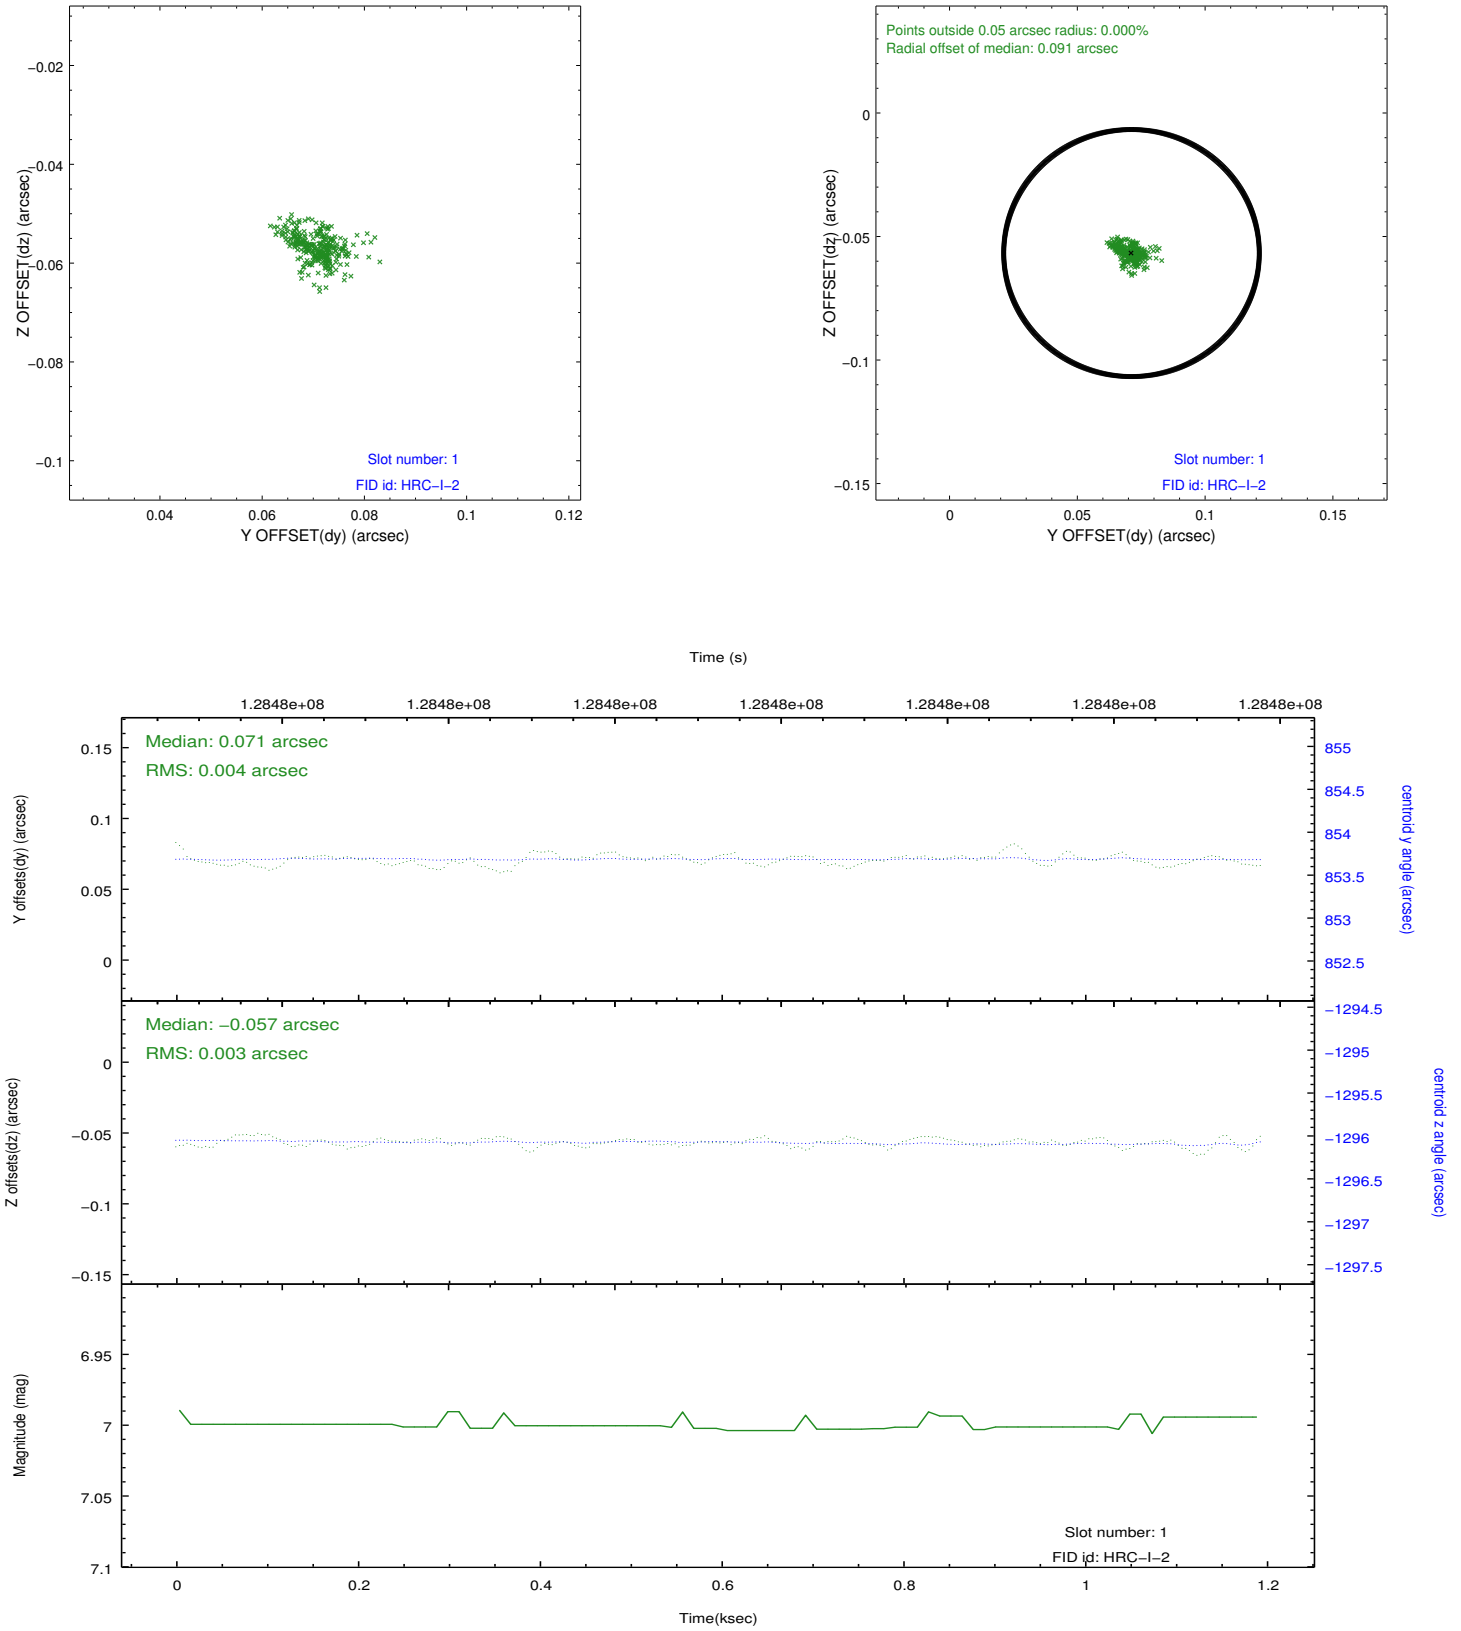 −0.02
−0.04
−0.06
−0.08
−0.1
Z OFFSET(dz) (arcsec)
Slot number: 1
FID id: HRC−I−2
0.04 0.06 0.08 0.1 0.12
Y OFFSET(dy) (arcsec)
Points outside 0.05 arcsec radius: 0.000%
Radial offset of median: 0.091 arcsec
0
−0.05
−0.1
−0.15
Z OFFSET(dz) (arcsec)
Slot number: 1
FID id: HRC−I−2
0 0.05 0.1 0.15
Y OFFSET(dy) (arcsec)
Time (s)
1.2848e+08 1.2848e+08 1.2848e+08 1.2848e+08 1.2848e+08 1.2848e+08 1.2848e+08
Median: 0.071 arcsec
RMS: 0.004 arcsec
0.15
0.1
0.05
0
Y offsets(dy) (arcsec)
855
854.5
854
853.5
853
852.5
centroid y angle (arcsec)
Median: −0.057 arcsec
RMS: 0.003 arcsec
0
−0.05
−0.1
−0.15
Z offsets(dz) (arcsec)
−1294.5
−1295
−1295.5
−1296
−1296.5
−1297
−1297.5
centroid z angle (arcsec)
6.95
7
7.05
7.1
Magnitude (mag)
Slot number: 1
FID id: HRC−I−2
0 0.2 0.4 0.6 0.8 1 1.2
Time(ksec)